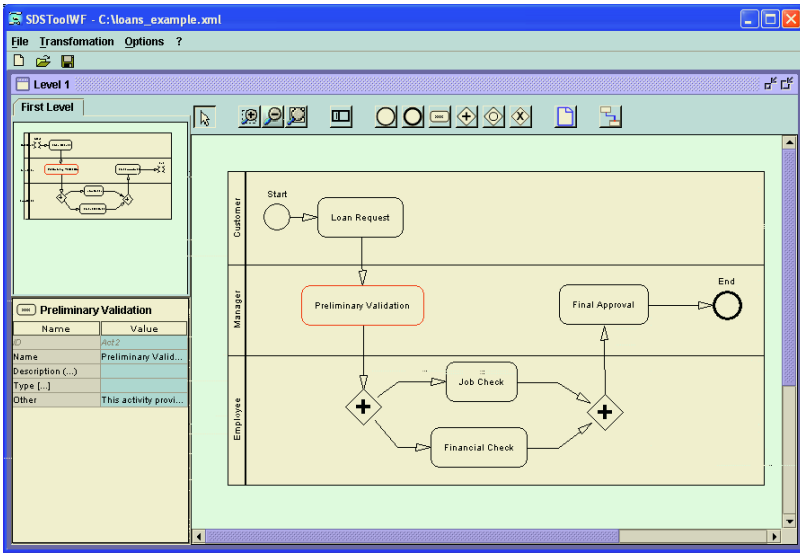 SDSToolWF - C:\loans_example.xml
File Transfomation Options ?
Level 1
First Level
Start
Customer
Loan Request
Manager
Preliminary Validation
Final Approval
End
Employee
Job Check
Financial Check
Preliminary Validation
Name Value
ID Act2
Name Preliminary Valid...
Description (...)
Type [...]
Other This activity provi...